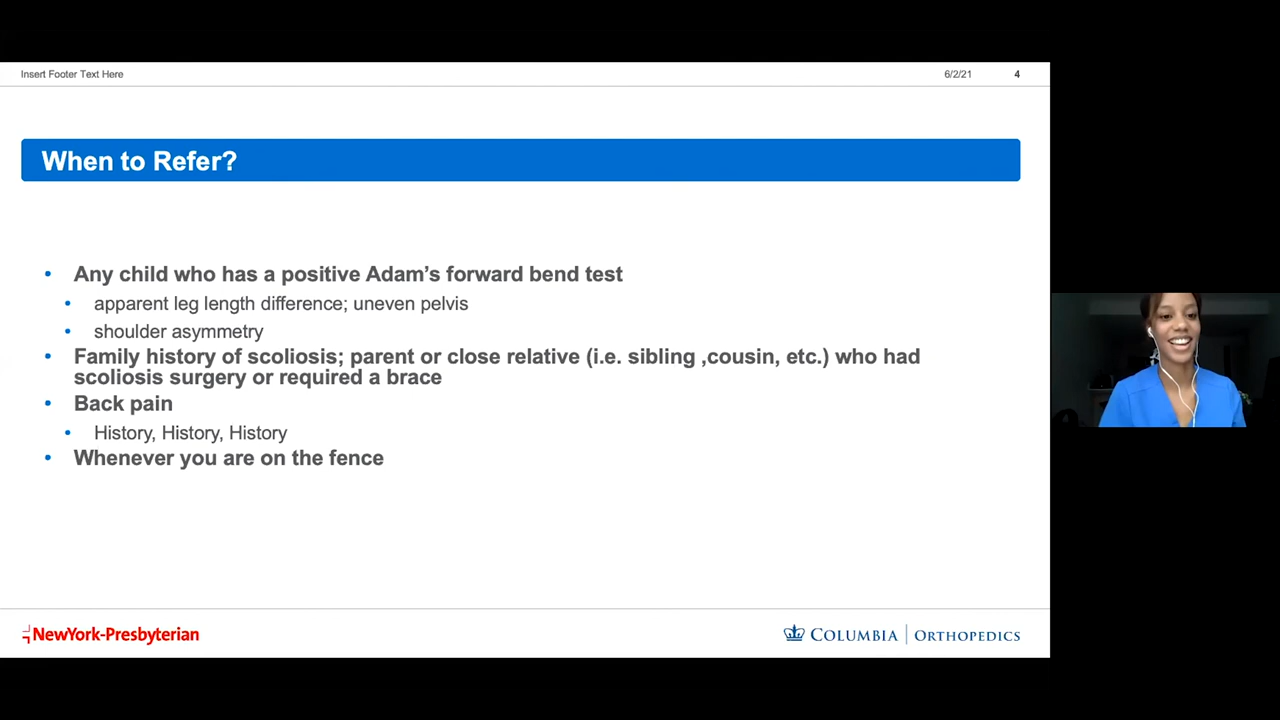 Insert Footer Text Here 6/2/21 4
When to Refer?
• Any child who has a positive Adam’s forward bend test
• apparent leg length difference; uneven pelvis
• shoulder asymmetry
• Family history of scoliosis; parent or close relative (i.e. sibling ,cousin, etc.) who had
scoliosis surgery or required a brace
• Back pain
• History, History, History
• Whenever you are on the fence
NewYork-Presbyterian
COLUMBIA | ORTHOPEDICS